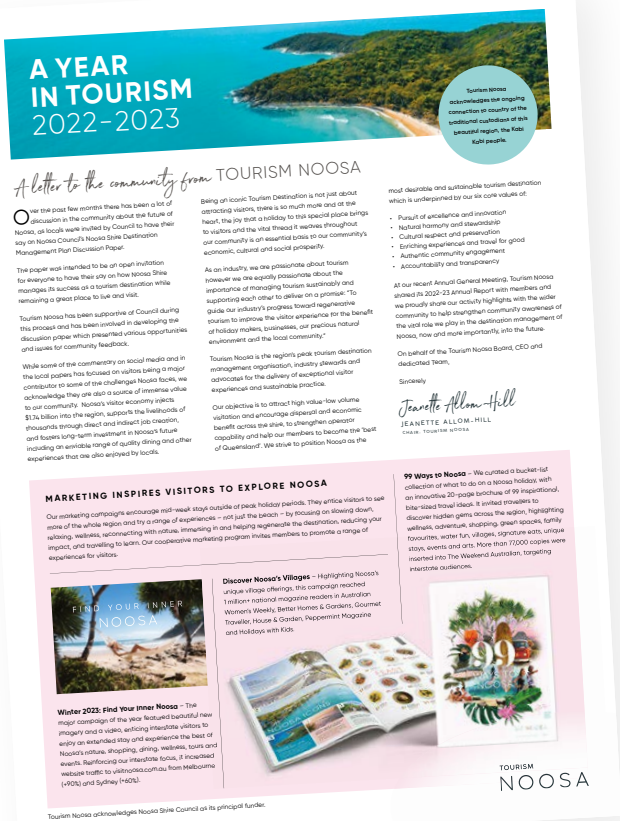 A YEAR
IN TOURISM
2022-2023
Tourism Noosa
acknowledges the ongoing
connection to country of the
traditional custodians of this
beautiful region, the Kabi
Kabi people.
A letter to the community from TOURISM NOOSA
Over the past few months there has been a lot of
discussion in the community about the future of
Noosa, as locals were invited by Council to have their
say on Noosa Council's Noosa Shire Destination
Management Plan Discussion Paper.
The paper was intended to be an open invitation
for everyone to have their say on how Noosa Shire
manages its success as a tourism destination while
remaining a great place to live and visit.
Tourism Noosa has been supportive of Council during
this process and has been involved in developing the
discussion paper which presented various opportunities
and issues for community feedback.
While some of the commentary on social media and in
the local papers has focused on visitors being a major
contributor to some of the challenges Noosa faces, we
acknowledge they are also a source of immense value
to our community. Noosa's visitor economy injects
$1.74 billion into the region, supports the livelihoods of
thousands through direct and indirect job creation,
and fosters long-term investment in Noosa's future
including an enviable range of quality dining and other
experiences that are also enjoyed by locals.
Being an iconic Tourism Destination is not just about
attracting visitors, there is so much more and at the
heart, the joy that a holiday to this special place brings
to visitors and the vital thread it weaves throughout
our community is an essential basis to our community's
economic, cultural and social prosperity.
As an industry, we are passionate about tourism
however we are equally passionate about the
importance of managing tourism sustainably and
supporting each other to deliver on a promise: "To
guide our industry's progress toward regenerative
tourism to improve the visitor experience for the benefit
of holiday makers, businesses, our precious natural
environment and the local community."
Tourism Noosa is the region's peak tourism destination
management organisation, industry stewards and
advocates for the delivery of exceptional visitor
experiences and sustainable practice.
Our objective is to attract high value-low volume
visitation and encourage dispersal and economic
benefit across the shire, to strengthen operator
capability and help our members to become the 'best
of Queensland'. We strive to position Noosa as the
most desirable and sustainable tourism destination
which is underpinned by our six core values of:
• Pursuit of excellence and innovation
• Natural harmony and stewardship
• Cultural respect and preservation
• Enriching experiences and travel for good
• Authentic community engagement
• Accountability and transparency
At our recent Annual General Meeting, Tourism Noosa
shared its 2022-23 Annual Report with members and
we proudly share our activity highlights with the wider
community to help strengthen community awareness of
the vital role we play in the destination management of
Noosa, now and more importantly, into the future.
On behalf of the Tourism Noosa Board, CEO and
dedicated Team,
Sincerely
Jeanette Allom-Hill
JEANETTE ALLOM-HILL
CHAIR, TOURISM NOOSA
MARKETING INSPIRES VISITORS TO EXPLORE NOOSA
Our marketing campaigns encourage mid-week stays outside of peak holiday periods. They entice visitors to see
more of the whole region and try a range of experiences – not just the beach – by focusing on slowing down,
relaxing, wellness, reconnecting with nature, immersing in and helping regenerate the destination, reducing your
impact, and travelling to learn. Our cooperative marketing program invites members to promote a range of
experiences for visitors.
FIND YOUR INNER
NOOSA
Winter 2023: Find Your Inner Noosa – The
major campaign of the year featured beautiful new
imagery and a video, enticing interstate visitors to
enjoy an extended stay and experience the best of
Noosa's nature, shopping, dining, wellness, tours and
events. Reinforcing our interstate focus, it increased
website traffic to visitnoosa.com.au from Melbourne
(+90%) and Sydney (+60%).
Discover Noosa's Villages – Highlighting Noosa's
unique village offerings, this campaign reached
1 million+ national magazine readers in Australian
Women's Weekly, Better Homes & Gardens, Gourmet
Traveller, House & Garden, Peppermint Magazine
and Holidays with Kids.
99 Ways to Noosa – We curated a bucket-list
collection of what to do on a Noosa holiday, with
an innovative 20-page brochure of 99 inspirational,
bite-sized travel ideas. It invited travellers to
discover hidden gems across the region, highlighting
wellness, adventure, shopping, green spaces, family
favourites, water fun, villages, signature eats, unique
stays, events and arts. More than 77,000 copies were
inserted into The Weekend Australian, targeting
interstate audiences.
99
TOURISM
NOOSA
Tourism Noosa acknowledges Noosa Shire Council as its principal funder.